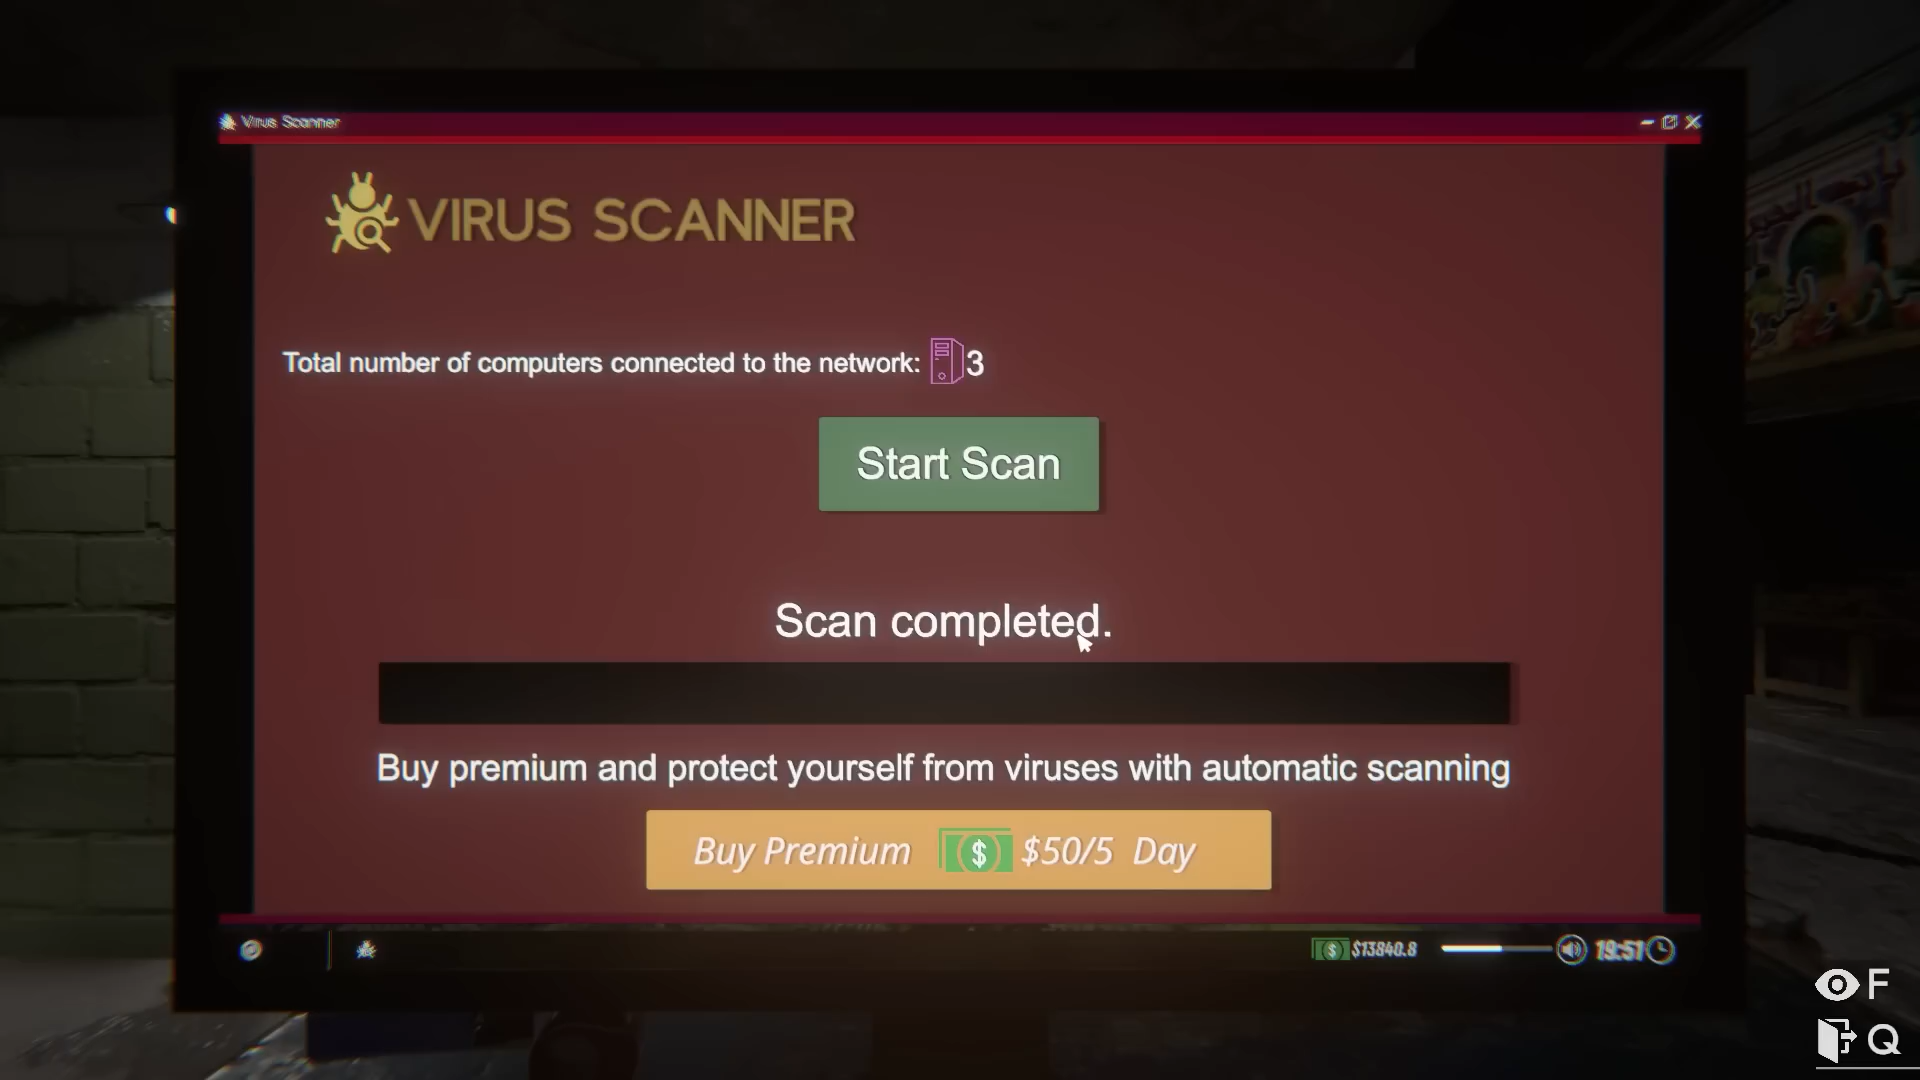 Virus Scanner
VIRUS SCANNER
Total number of computers connected to the network: 3
Start Scan
Scan completed.
Buy premium and protect yourself from viruses with automatic scanning
Buy Premium $50/5 Day
$13840.8
19:51
F
Q